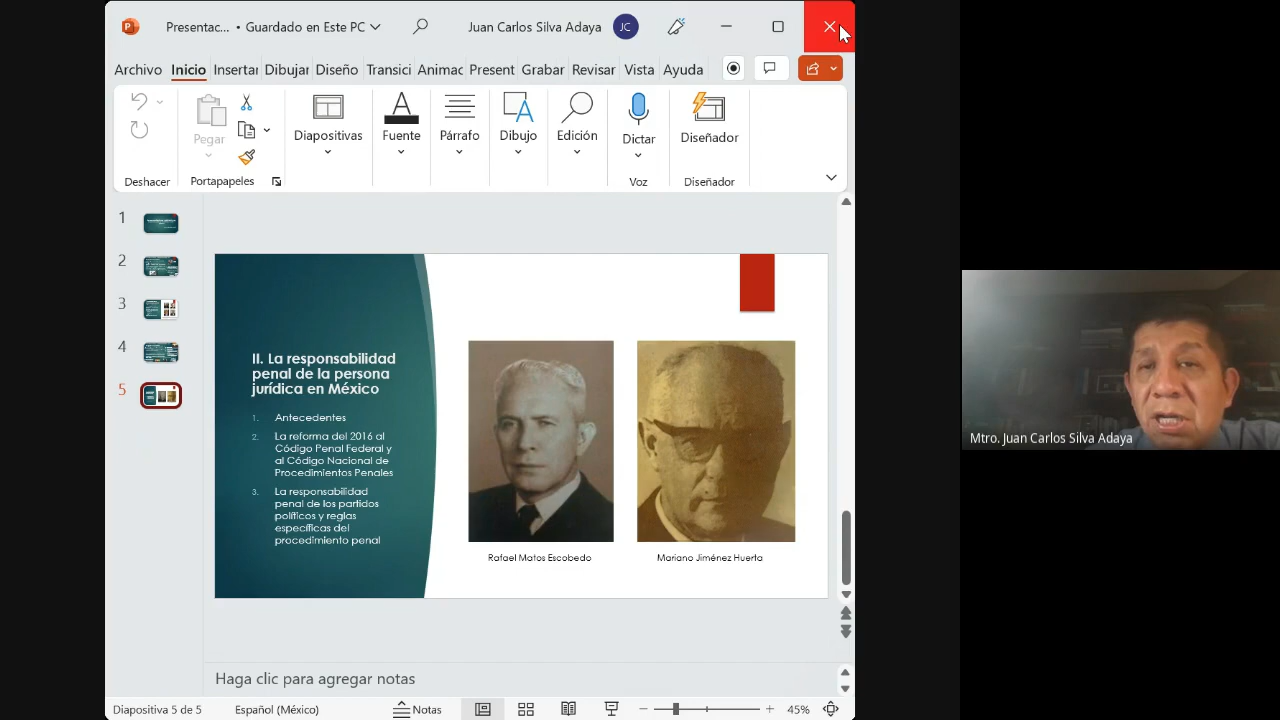 Presentac... • Guardado en Este PC
Juan Carlos Silva Adaya
JC
Archivo Inicio Insertar Dibujar Diseño Transici Animac Present Grabar Revisar Vista Ayuda
Pegar
Diapositivas
Fuente
Párrafo
Dibujo
Edición
Dictar
Diseñador
Deshacer
Portapapeles
Voz
Diseñador
1
2
3
4
5
II. La responsabilidad
penal de la persona
jurídica en México
1. Antecedentes
2. La reforma del 2016 al
Código Penal Federal y
al Código Nacional de
Procedimientos Penales
3. La responsabilidad
penal de los partidos
políticos y reglas
específicas del
procedimiento penal
Rafael Matos Escobedo
Mariano Jiménez Huerta
Haga clic para agregar notas
Diapositiva 5 de 5
Español (México)
Notas
45%
Mtro. Juan Carlos Silva Adaya